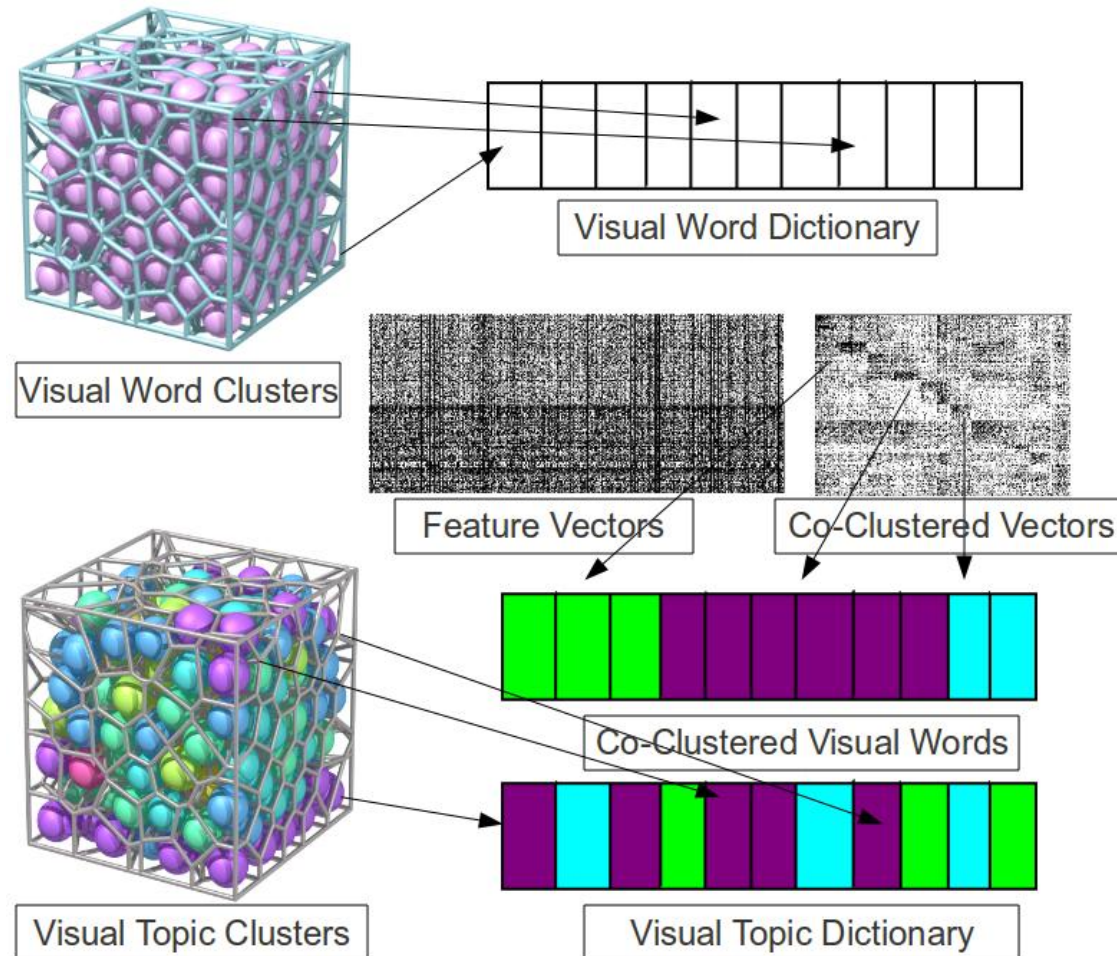 Visual Word Dictionary
Visual Word Clusters
Feature Vectors
Co-Clustered Vectors
Co-Clustered Visual Words
Visual Topic Clusters
Visual Topic Dictionary